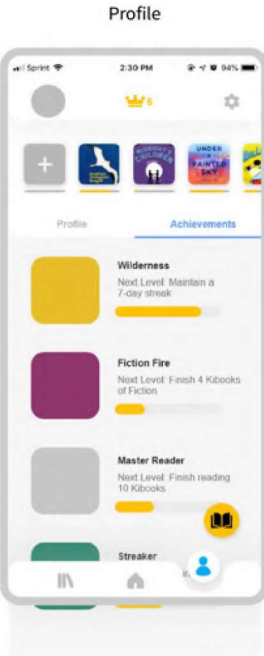 Profile
Sprint
2:30 PM
94%
5
CHILDREN
UNDER
A
PAINTED
SKY
Profile
Achievements
Wilderness
Next Level: Maintain a
7-day streak
Fiction Fire
Next Level: Finish 4 Kibooks
of Fiction
Master Reader
Next Level: Finish reading
10 Kibooks
Streaker